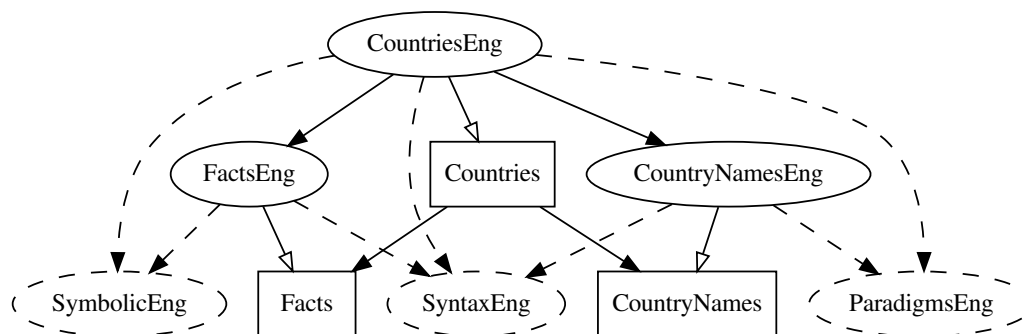 CountriesEng
FactsEng
Countries
CountryNamesEng
SymbolicEng
Facts
SyntaxEng
CountryNames
ParadigmsEng